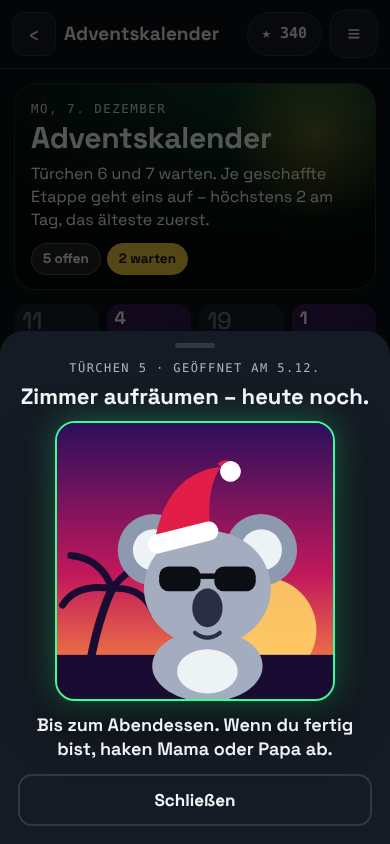 <
Adventskalender
★ 340
≡
MO, 7. DEZEMBER
Adventskalender
Türchen 6 und 7 warten. Je geschaffte
Etappe geht eins auf – höchstens 2 am
Tag, das älteste zuerst.
5 offen
2 warten
11
4
19
1
TÜRCHEN 5 · GEÖFFNET AM 5.12.
Zimmer aufräumen – heute noch.
Bis zum Abendessen. Wenn du fertig
bist, haken Mama oder Papa ab.
Schließen